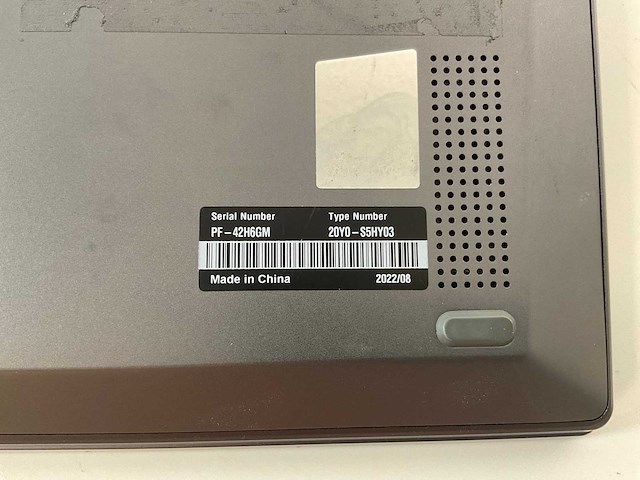 Serial Number Type Number
PF-42H6GM 20Y0-S5HY03
Made in China 2022/08